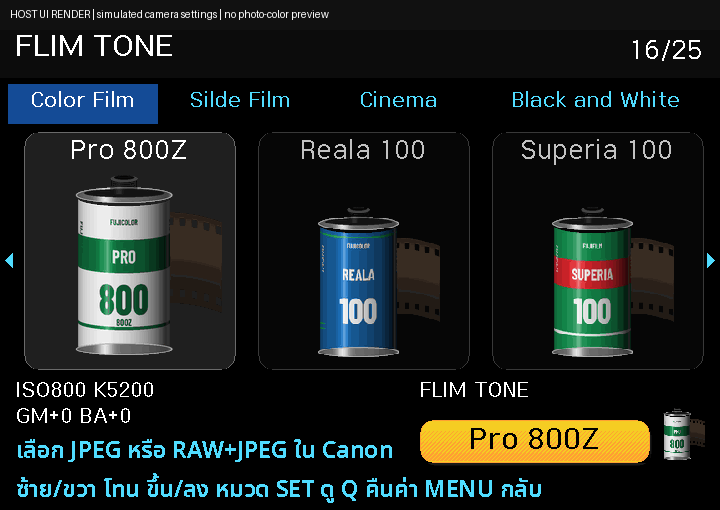 HOST UI RENDER | simulated camera settings | no photo-color preview
FLIM TONE
16/25
Color Film
Silde Film
Cinema
Black and White
Pro 800Z
Reala 100
Superia 100
FUJICOLOR
PRO
800
800Z
FUJICOLOR
REALA
100
FUJIFILM
SUPERIA
100
ISO800 K5200
GM+0 BA+0
FLIM TONE
Pro 800Z
PRO
800
เลือก JPEG หรือ RAW+JPEG ใน Canon
ซ้าย/ขวา โทน ขึ้น/ลง หมวด SET ดู Q คืนค่า MENU กลับ